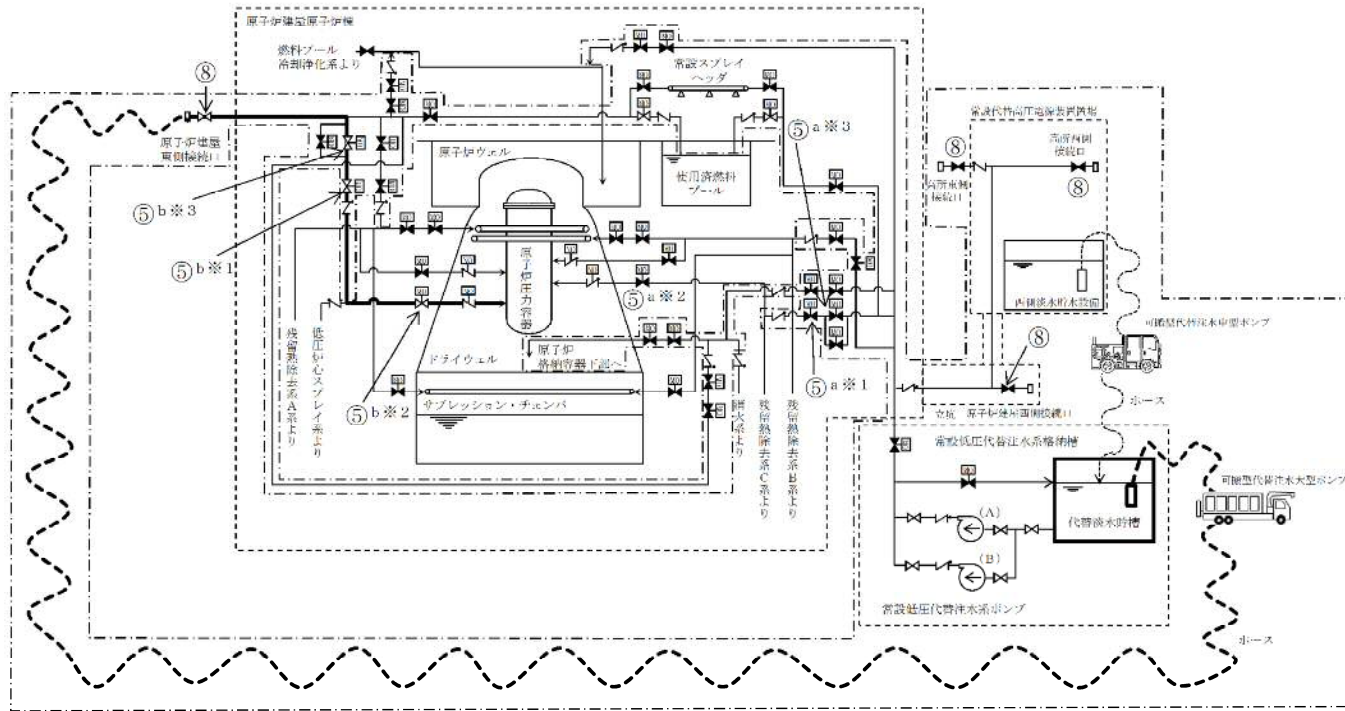 原子炉建屋原子炉棟
燃料プール
冷却浄化系より
⑧
原子炉建屋
東側接続口
⑤b※3
⑤b※1
常設スプレイ
ヘッダ
原子炉ウェル
使用済燃料
プール
⑤a※3
原子炉圧力容器
⑤a※2
ドライウェル
原子炉
格納容器下部へ
⑤a※1
⑤b※2
サプレッション・チェンバ
残留熱除去系A系より
低圧炉心スプレイ系より
消火系より
残留熱除去系C系より
残留熱除去系B系より
常設代替高圧電源装置置場
⑧
高所東側
接続口
高所西側
接続口
⑧
西側淡水貯水設備
可搬型代替注水中型ポンプ
⑧
立坑
原子炉建屋西側接続口
ホース
常設低圧代替注水系格納槽
(A)
(B)
代替淡水貯槽
可搬型代替注水大型ポンプ
常設低圧代替注水系ポンプ
ホース